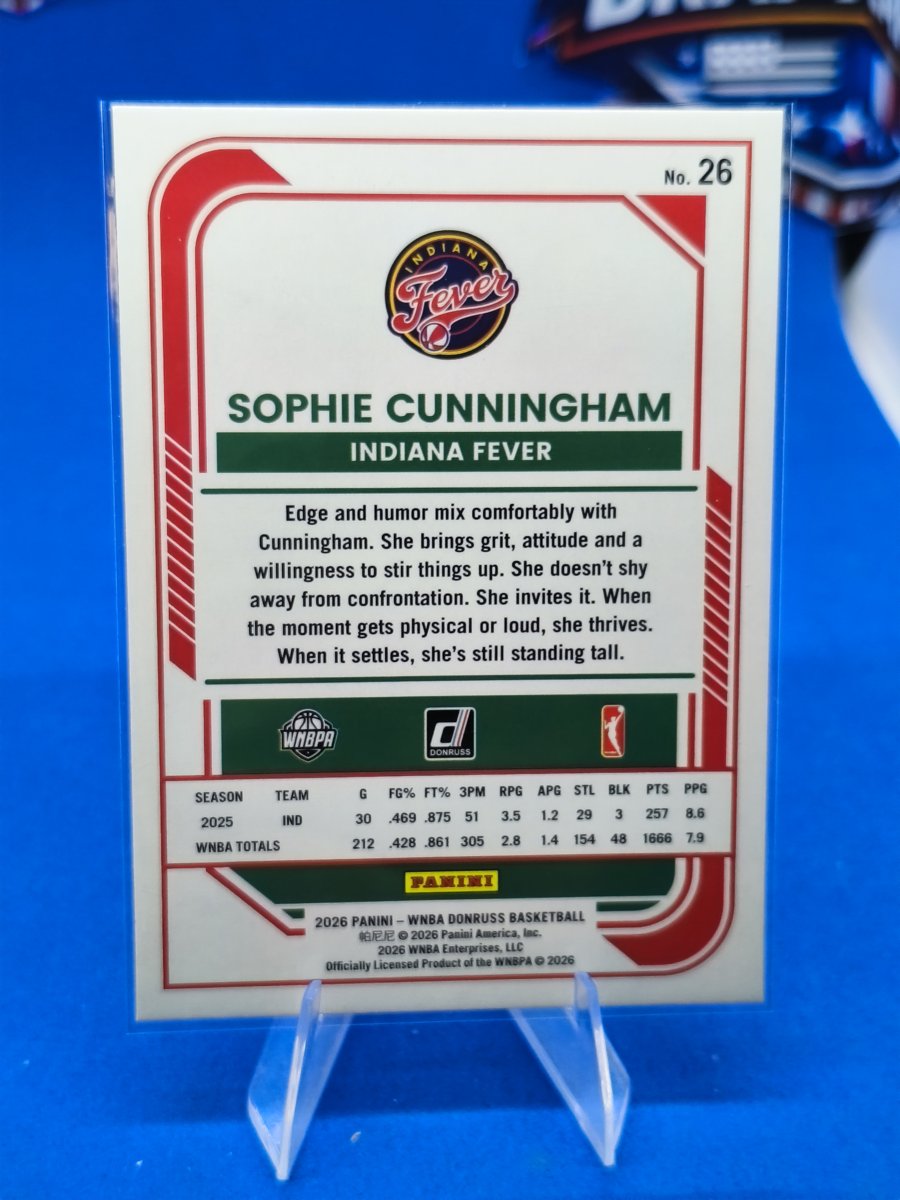 No. 26
INDIANA
Fever
SOPHIE CUNNINGHAM
INDIANA FEVER
Edge and humor mix comfortably with
Cunningham. She brings grit, attitude and a
willingness to stir things up. She doesn't shy
away from confrontation. She invites it. When
the moment gets physical or loud, she thrives.
When it settles, she's still standing tall.
WNBPA
DONRUSS
SEASON TEAM G FG% FT% 3PM RPG APG STL BLK PTS PPG
2025 IND 30 .469 .875 51 3.5 1.2 29 3 257 8.6
WNBA TOTALS 212 .428 .861 305 2.8 1.4 154 48 1666 7.9
PANINI
2026 PANINI – WNBA DONRUSS BASKETBALL
帕尼尼 © 2026 Panini America, Inc.
2026 WNBA Enterprises, LLC
Officially Licensed Product of the WNBPA © 2026